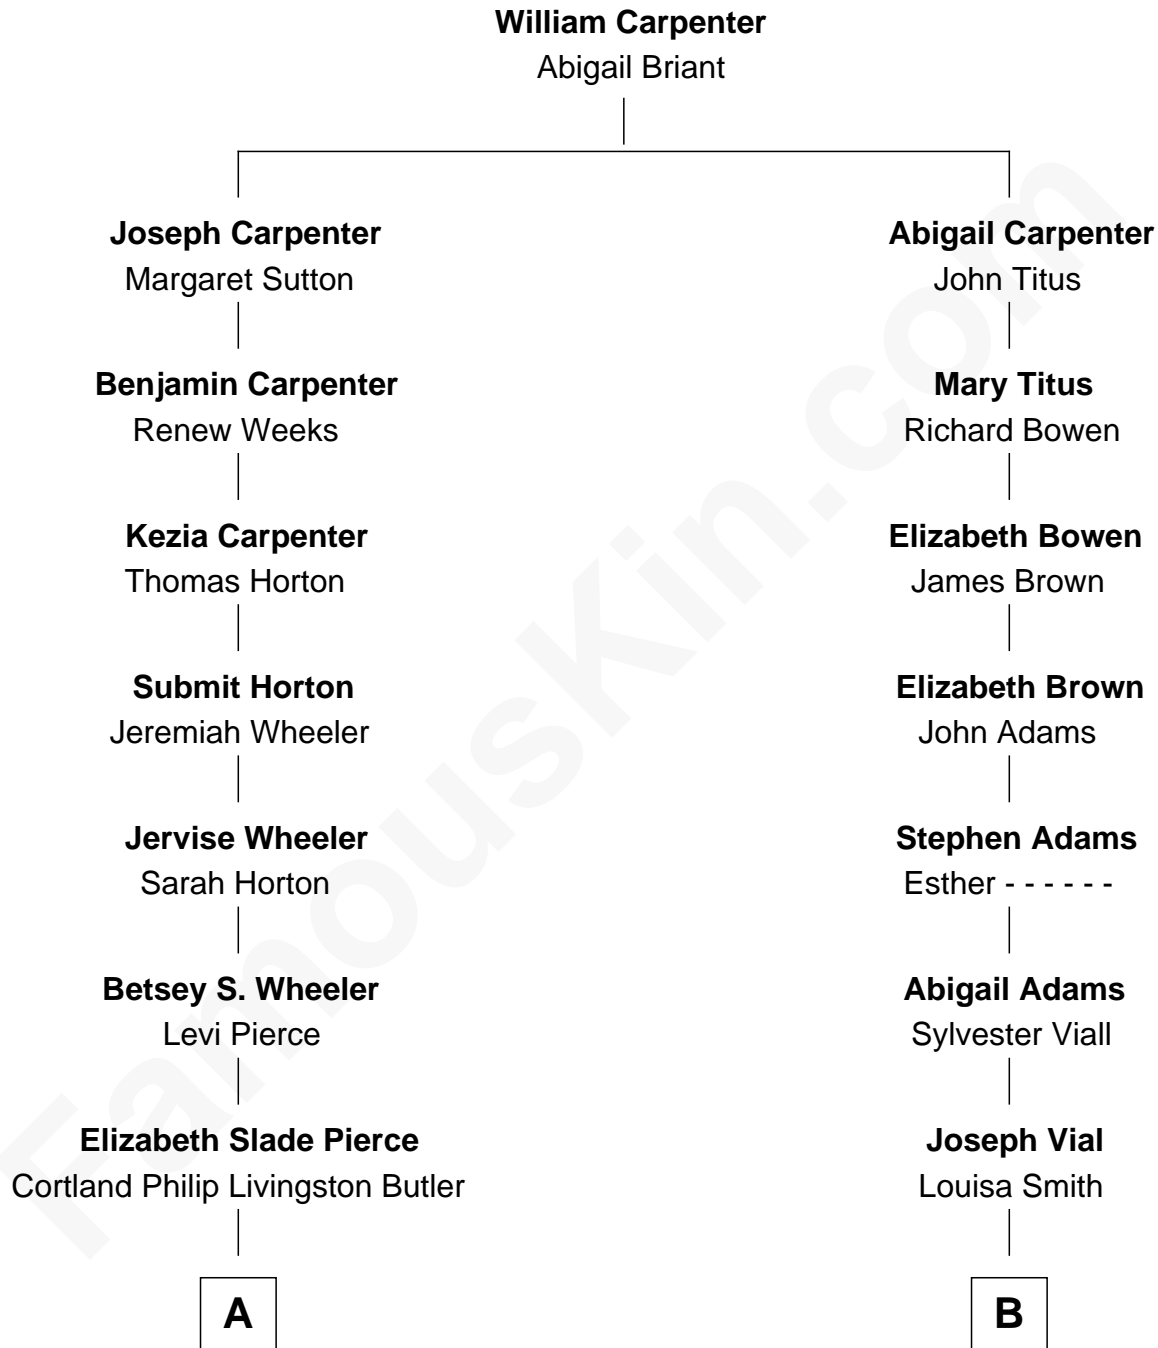 William Carpenter
Abigail Briant
Joseph Carpenter
Margaret Sutton
Abigail Carpenter
John Titus
Benjamin Carpenter
Renew Weeks
Mary Titus
Richard Bowen
Kezia Carpenter
Thomas Horton
Elizabeth Bowen
James Brown
Submit Horton
Jeremiah Wheeler
Elizabeth Brown
John Adams
Jervise Wheeler
Sarah Horton
Stephen Adams
Esther - - - - - -
Betsey S. Wheeler
Levi Pierce
Abigail Adams
Sylvester Viall
Elizabeth Slade Pierce
Cortland Philip Livingston Butler
Joseph Vial
Louisa Smith
A
B
FamousKin.com